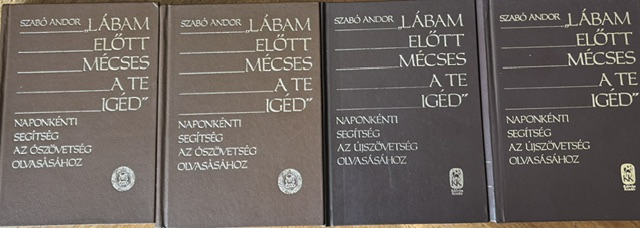 SZABÓ ANDOR „LÁBAM
ELŐTT
MÉCSES
A TE
IGÉD”
NAPONKÉNTI
SEGÍTSÉG
AZ ÓSZÖVETSÉG
OLVASÁSÁHOZ
SZABÓ ANDOR „LÁBAM
ELŐTT
MÉCSES
A TE
IGÉD”
NAPONKÉNTI
SEGÍTSÉG
AZ ÓSZÖVETSÉG
OLVASÁSÁHOZ
SZABÓ ANDOR „LÁBAM
ELŐTT
MÉCSES
A TE
IGÉD”
NAPONKÉNTI
SEGÍTSÉG
AZ ÚJSZÖVETSÉG
OLVASÁSÁHOZ
SZABÓ ANDOR „LÁBAM
ELŐTT
MÉCSES
A TE
IGÉD”
NAPONKÉNTI
SEGÍTSÉG
AZ ÚJSZÖVETSÉG
OLVASÁSÁHOZ